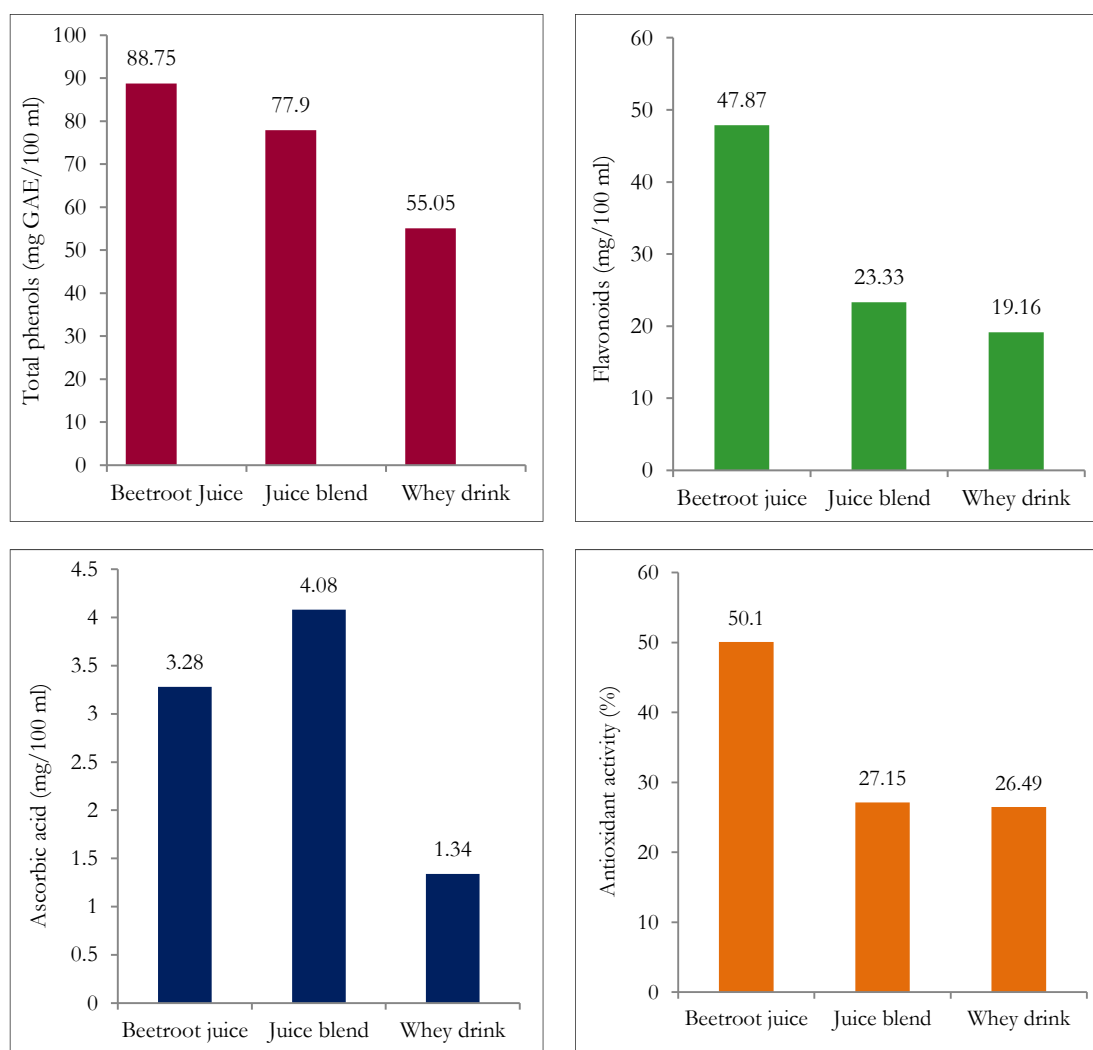 Total phenols (mg GAE/100 ml)
100
90
80
70
60
50
40
30
20
10
0
88.75
77.9
55.05
Beetroot Juice
Juice blend
Whey drink
Flavonoids (mg/100 ml)
60
50
40
30
20
10
0
47.87
23.33
19.16
Beetroot juice
Juice blend
Whey drink
Ascorbic acid (mg/100 ml)
4.5
4
3.5
3
2.5
2
1.5
1
0.5
0
3.28
4.08
1.34
Beetroot juice
Juice blend
Whey drink
Antioxidant activity (%)
60
50
40
30
20
10
0
50.1
27.15
26.49
Beetroot juice
Juice blend
Whey drink